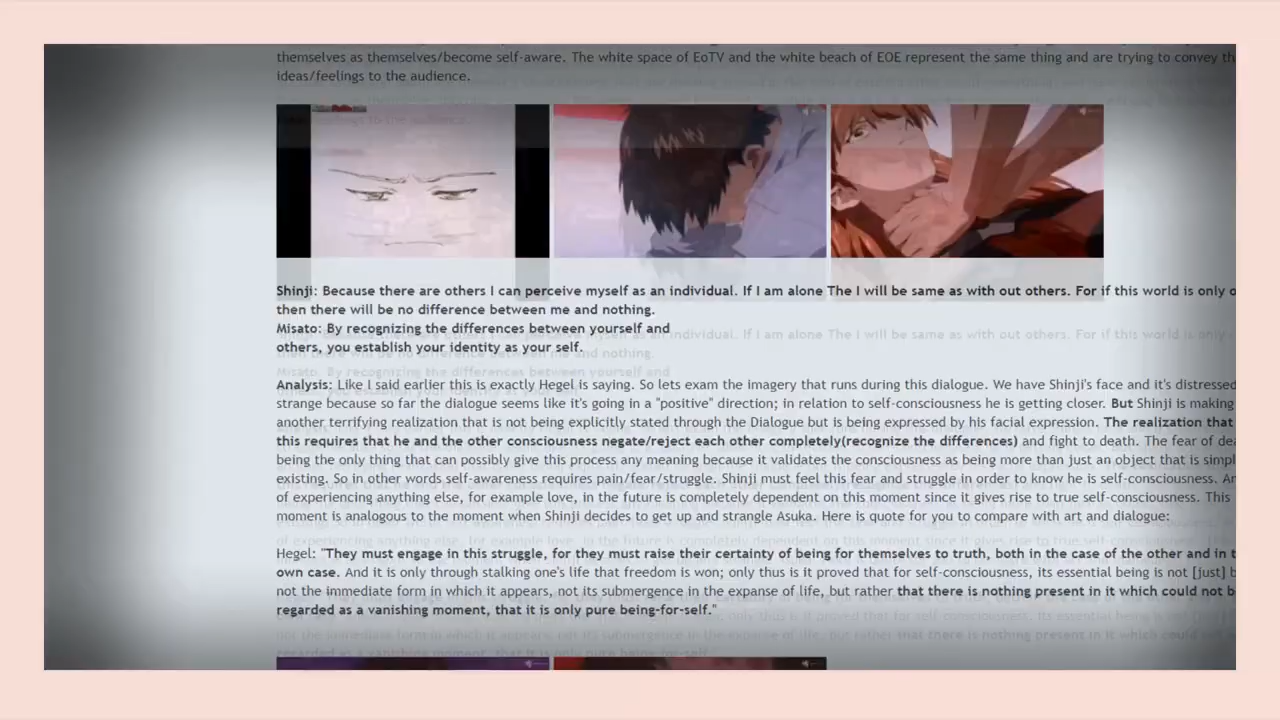 themselves as themselves/become self-aware. The white space of EoTV and the white beach of EOE represent the same thing and are trying to convey th
ideas/feelings to the audience.
Shinji: Because there are others I can perceive myself as an individual. If I am alone The I will be same as with out others. For if this world is only o
then there will be no difference between me and nothing.
Misato: By recognizing the differences between yourself and
others, you establish your identity as your self.
Analysis: Like I said earlier this is exactly Hegel is saying. So lets exam the imagery that runs during this dialogue. We have Shinji's face and it's distressed
strange because so far the dialogue seems like it's going in a "positive" direction; in relation to self-consciousness he is getting closer. But Shinji is making
another terrifying realization that is not being explicitly stated through the Dialogue but is being expressed by his facial expression. The realization that
this requires that he and the other consciousness negate/reject each other completely(recognize the differences) and fight to death. The fear of dea
being the only thing that can possibly give this process any meaning because it validates the consciousness as being more than just an object that is simpl
existing. So in other words self-awareness requires pain/fear/struggle. Shinji must feel this fear and struggle in order to know he is self-consciousness. An
of experiencing anything else, for example love, in the future is completely dependent on this moment since it gives rise to true self-consciousness. This
moment is analogous to the moment when Shinji decides to get up and strangle Asuka. Here is quote for you to compare with art and dialogue:
Hegel: "They must engage in this struggle, for they must raise their certainty of being for themselves to truth, both in the case of the other and in t
own case. And it is only through stalking one's life that freedom is won; only thus is it proved that for self-consciousness, its essential being is not [just] b
not the immediate form in which it appears, not its submergence in the expanse of life, but rather that there is nothing present in it which could not b
regarded as a vanishing moment, that it is only pure being-for-self."